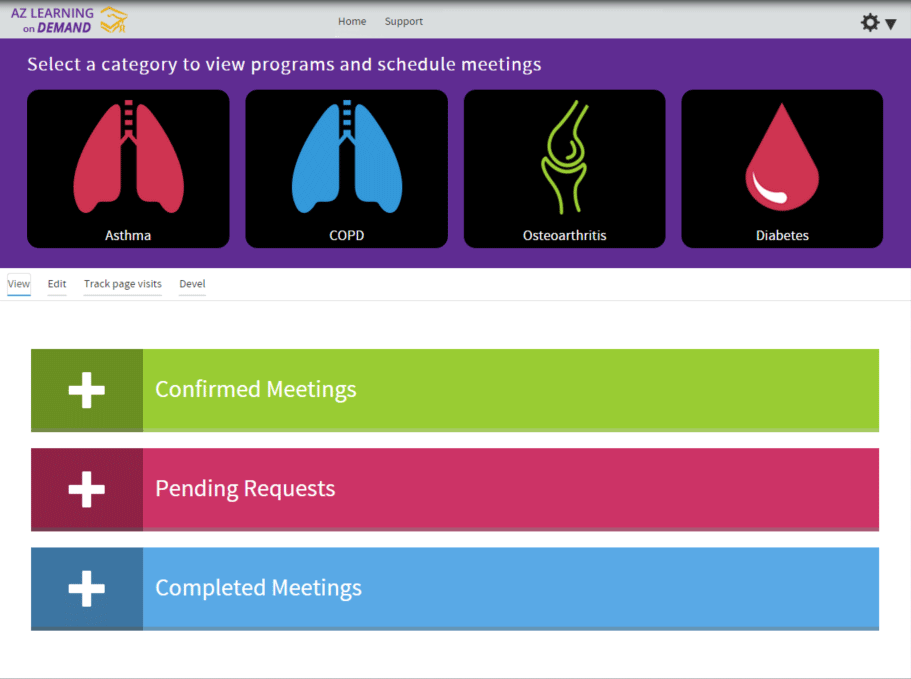 AZ LEARNING
on DEMAND
Home Support
Select a category to view programs and schedule meetings
Asthma COPD Osteoarthritis Diabetes
View Edit Track page visits Devel
Confirmed Meetings
Pending Requests
Completed Meetings